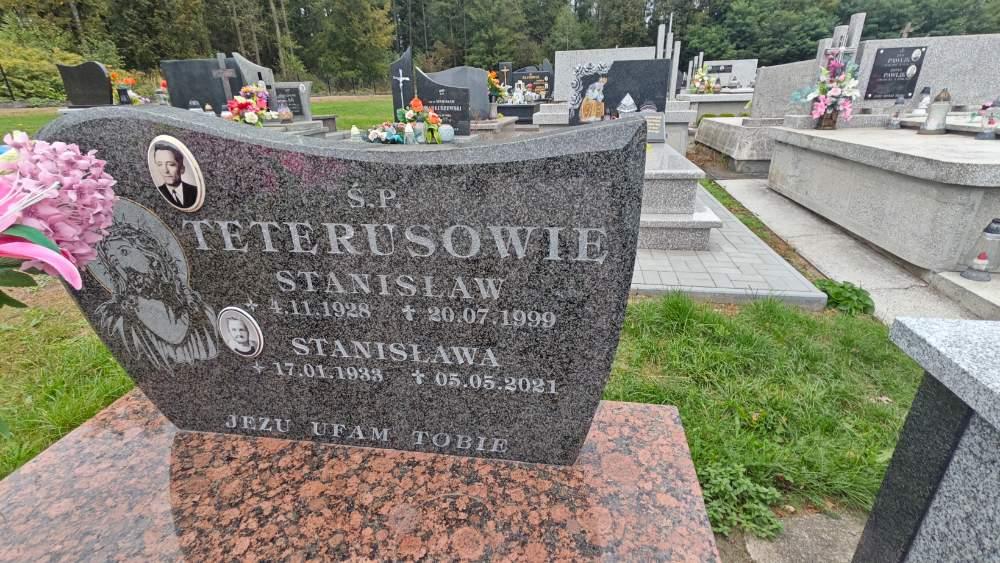 Ś.P.
TETERUSOWIE
STANISŁAW
+ 4.11.1928 ✝ 20.07.1999
STANISŁAWA
+ 17.01.1933 ✝ 05.05.2021
JEZU UFAM TOBIE